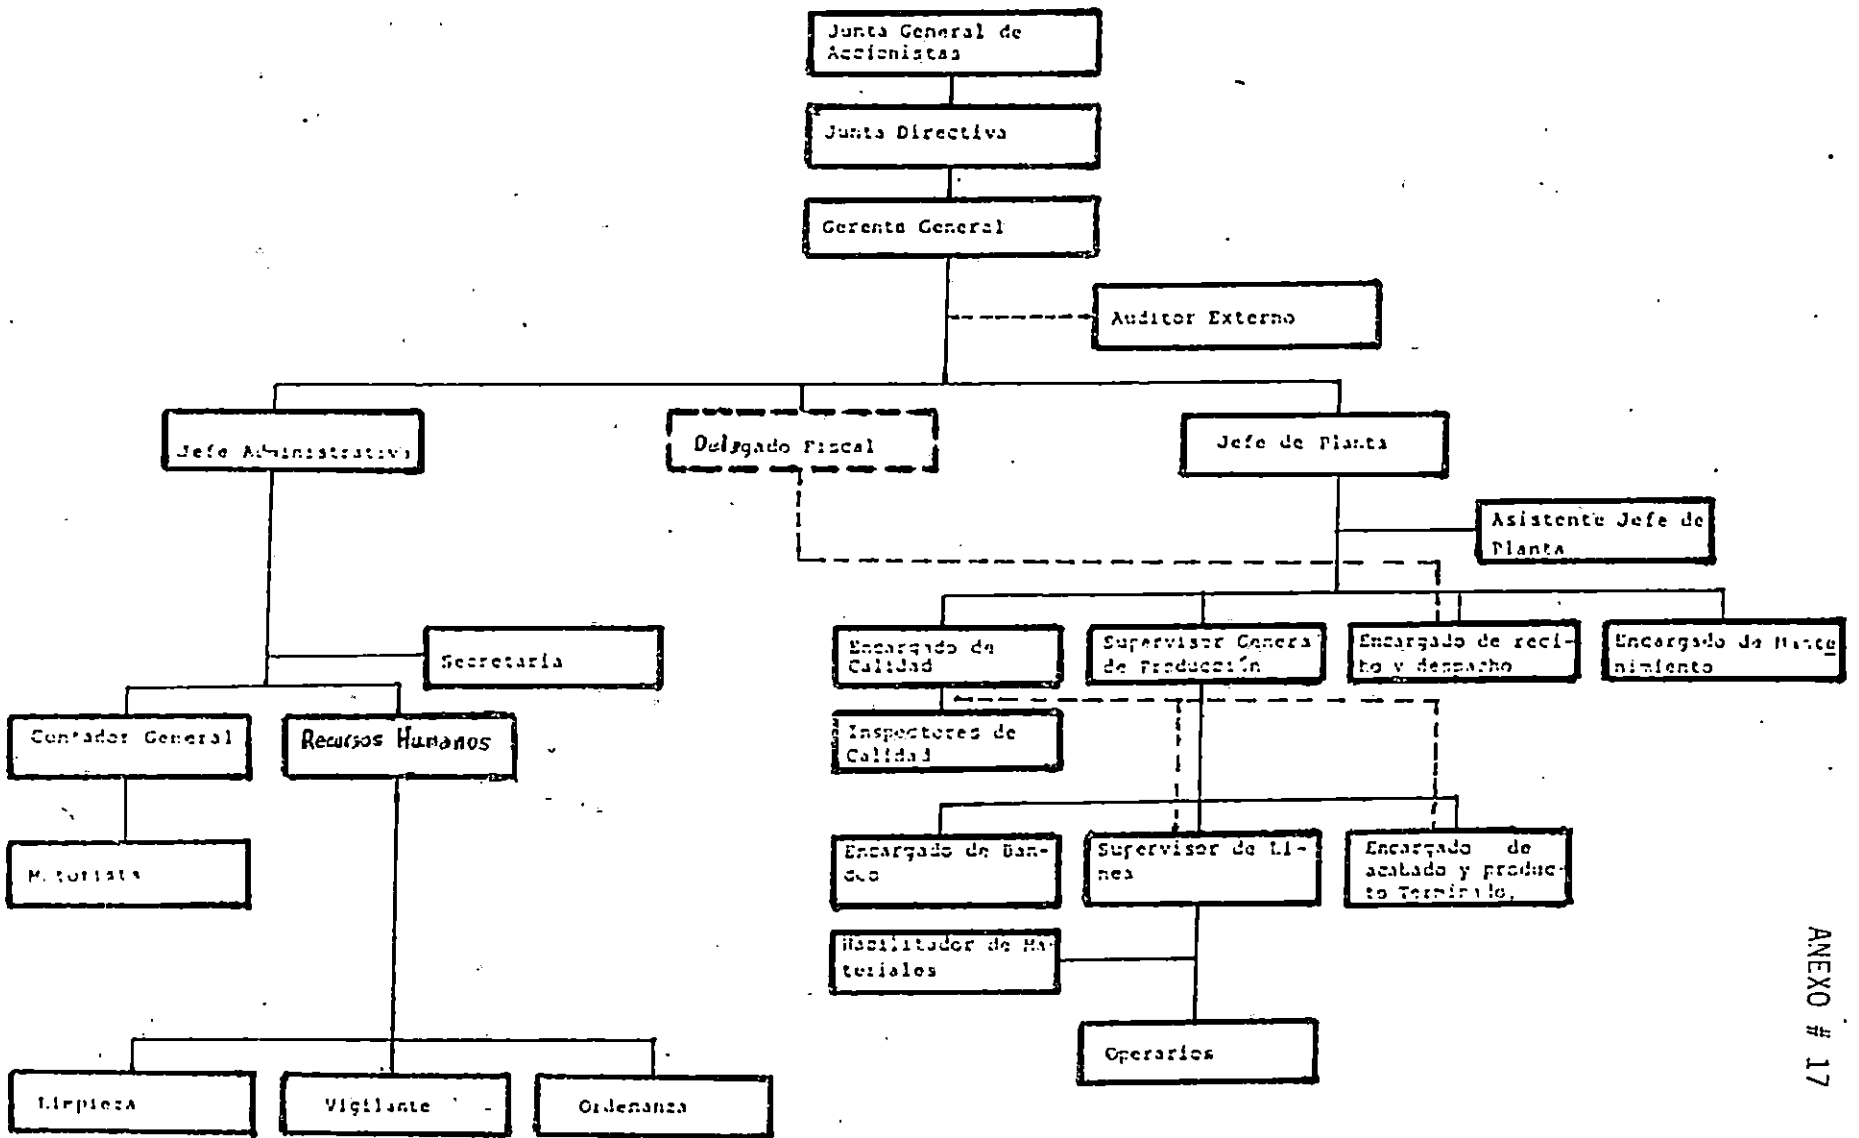 Junta General de
Accionistas
Junta Directiva
Gerente General
Auditor Externo
Jefe Administrativo
Delegado Fiscal
Jefe de Planta
Asistente Jefe de
Planta
Secretaria
Encargado de
Calidad
Supervisor General
de Producción
Encargado de reci-
bo y despacho
Encargado de Mante
nimiento
Contador General
Recursos Humanos
Inspectores de
Calidad
Motorista
Encargado de Ban-
deo
Supervisor de Lí-
nea
Encargado de
acabado y produc-
to Terminado,
Habilitador de Ma-
teriales
Operarios
Limpieza
Vigilante
Ordenanza
ANEXO # 17